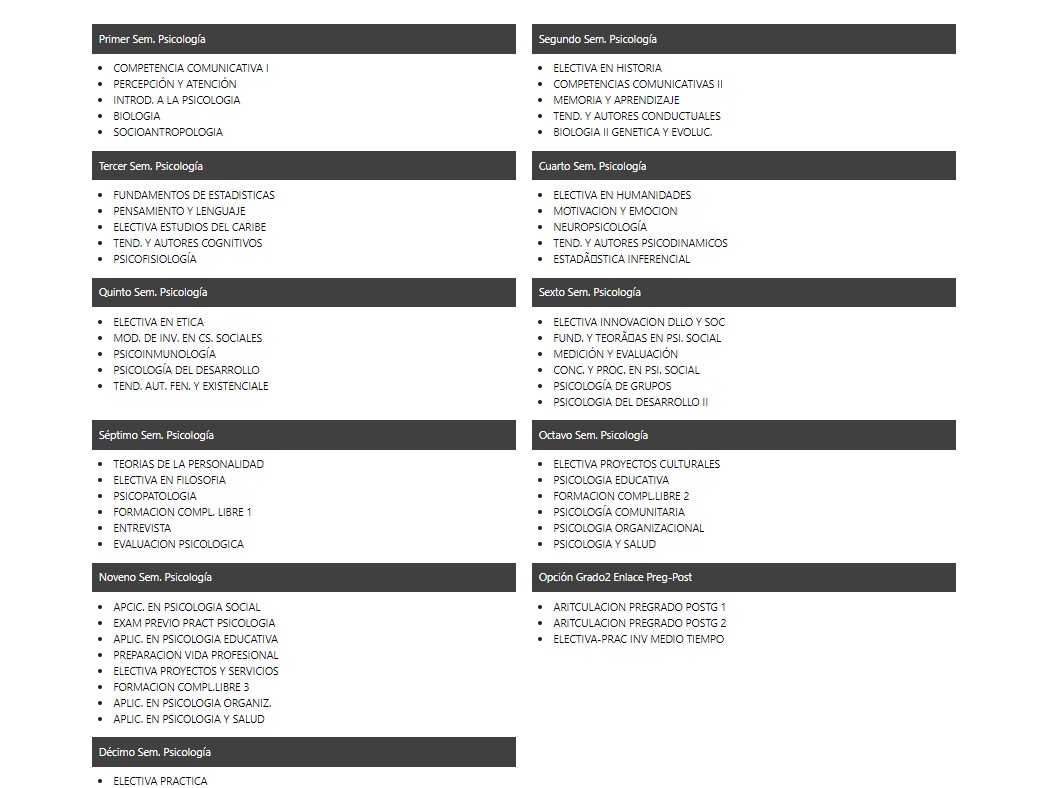 Primer Sem. Psicología
COMPETENCIA COMUNICATIVA I
PERCEPCIÓN Y ATENCIÓN
INTROD. A LA PSICOLOGIA
BIOLOGIA
SOCIOANTROPOLOGIA
Segundo Sem. Psicología
ELECTIVA EN HISTORIA
COMPETENCIAS COMUNICATIVAS II
MEMORIA Y APRENDIZAJE
TEND. Y AUTORES CONDUCTUALES
BIOLOGIA II GENETICA Y EVOLUC.
Tercer Sem. Psicología
FUNDAMENTOS DE ESTADISTICAS
PENSAMIENTO Y LENGUAJE
ELECTIVA ESTUDIOS DEL CARIBE
TEND. Y AUTORES COGNITIVOS
PSICOFISIOLOGÍA
Cuarto Sem. Psicología
ELECTIVA EN HUMANIDADES
MOTIVACION Y EMOCION
NEUROPSICOLOGÍA
TEND. Y AUTORES PSICODINAMICOS
ESTADÃ▯STICA INFERENCIAL
Quinto Sem. Psicología
ELECTIVA EN ETICA
MOD. DE INV. EN CS. SOCIALES
PSICOINMUNOLOGÍA
PSICOLOGÍA DEL DESARROLLO
TEND. AUT. FEN. Y EXISTENCIALE
Sexto Sem. Psicología
ELECTIVA INNOVACION DLLO Y SOC
FUND. Y TEORÃ▯AS EN PSI. SOCIAL
MEDICIÓN Y EVALUACIÓN
CONC. Y PROC. EN PSI. SOCIAL
PSICOLOGÍA DE GRUPOS
PSICOLOGIA DEL DESARROLLO II
Séptimo Sem. Psicología
TEORIAS DE LA PERSONALIDAD
ELECTIVA EN FILOSOFIA
PSICOPATOLOGIA
FORMACION COMPL. LIBRE 1
ENTREVISTA
EVALUACION PSICOLOGICA
Octavo Sem. Psicología
ELECTIVA PROYECTOS CULTURALES
PSICOLOGIA EDUCATIVA
FORMACION COMPL.LIBRE 2
PSICOLOGÍA COMUNITARIA
PSICOLOGIA ORGANIZACIONAL
PSICOLOGIA Y SALUD
Noveno Sem. Psicología
APCIC. EN PSICOLOGIA SOCIAL
EXAM PREVIO PRACT PSICOLOGIA
APLIC. EN PSICOLOGIA EDUCATIVA
PREPARACION VIDA PROFESIONAL
ELECTIVA PROYECTOS Y SERVICIOS
FORMACION COMPL.LIBRE 3
APLIC. EN PSICOLOGIA ORGANIZ.
APLIC. EN PSICOLOGIA Y SALUD
Opción Grado2 Enlace Preg-Post
ARITCULACION PREGRADO POSTG 1
ARITCULACION PREGRADO POSTG 2
ELECTIVA-PRAC INV MEDIO TIEMPO
Décimo Sem. Psicología
ELECTIVA PRACTICA